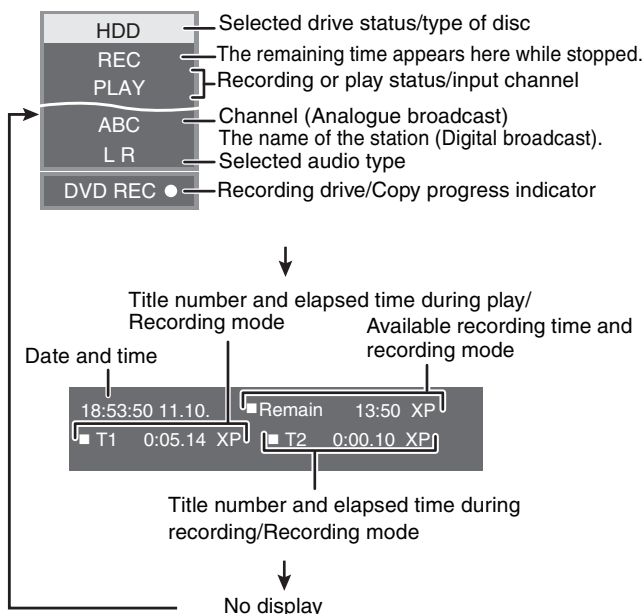 HDD
Selected drive status/type of disc
REC
The remaining time appears here while stopped.
PLAY
Recording or play status/input channel
ABC
Channel (Analogue broadcast)
The name of the station (Digital broadcast).
L R
Selected audio type
DVD REC ●
Recording drive/Copy progress indicator
Title number and elapsed time during play/
Recording mode
Available recording time and
recording mode
Date and time
18:53:50 11.10.
■Remain 13:50 XP
■ T1 0:05.14 XP
■ T2 0:00.10 XP
Title number and elapsed time during
recording/Recording mode
No display